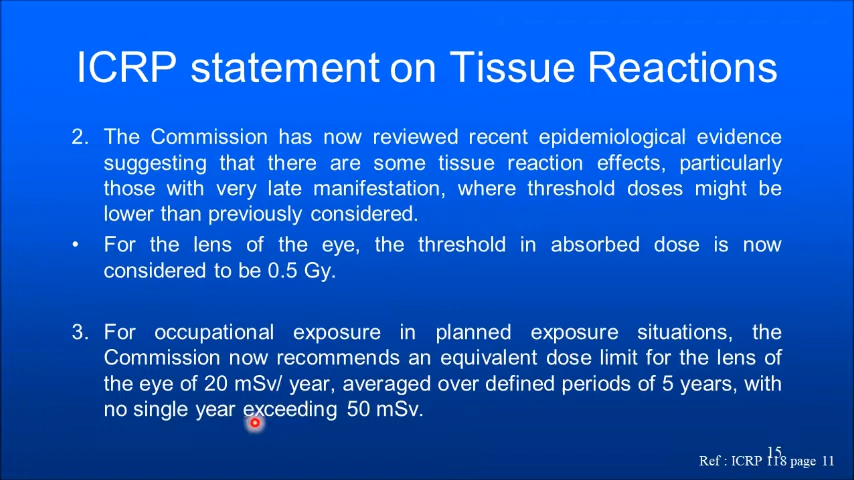 ICRP statement on Tissue Reactions
2. The Commission has now reviewed recent epidemiological evidence
suggesting that there are some tissue reaction effects, particularly
those with very late manifestation, where threshold doses might be
lower than previously considered.
• For the lens of the eye, the threshold in absorbed dose is now
considered to be 0.5 Gy.
3. For occupational exposure in planned exposure situations, the
Commission now recommends an equivalent dose limit for the lens of
the eye of 20 mSv/ year, averaged over defined periods of 5 years, with
no single year exceeding 50 mSv.
15
Ref : ICRP 118 page 11